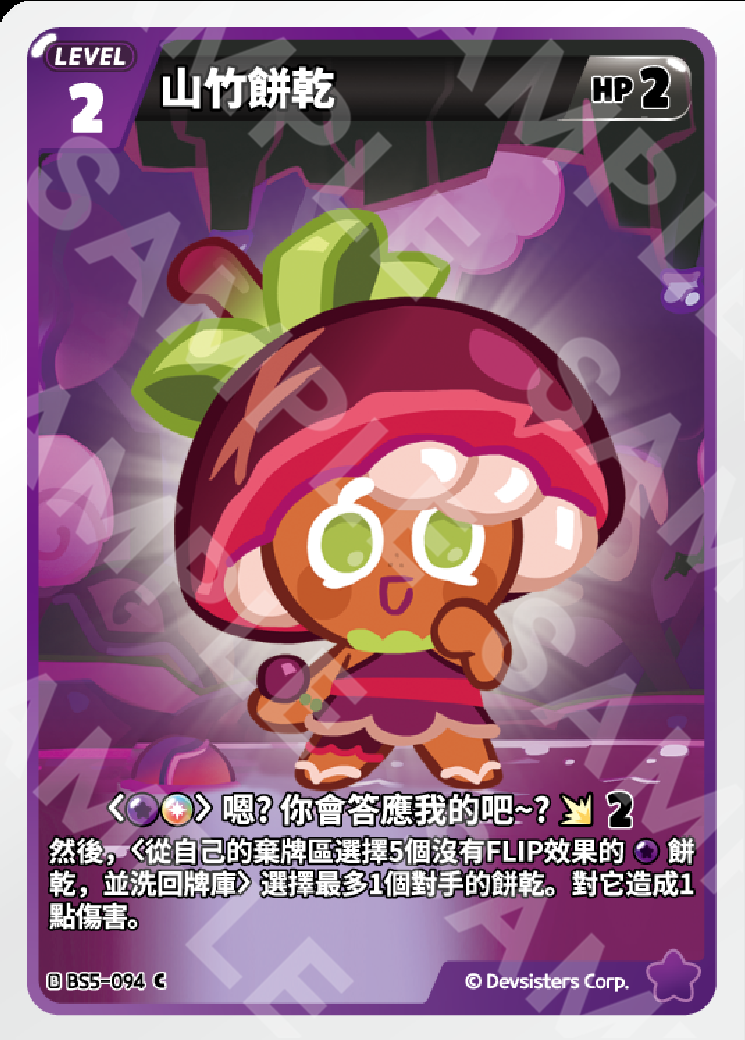 LEVEL
2
山竹餅乾
HP 2
〈 〉嗯? 你會答應我的吧~? 2
然後,〈從自己的棄牌區選擇5個沒有FLIP效果的 餅
乾,並洗回牌庫〉選擇最多1個對手的餅乾。對它造成1
點傷害。
B BS5-094 C
© Devsisters Corp.
SAMPLE
SAMPLE
SAMPLE
SAMPLE